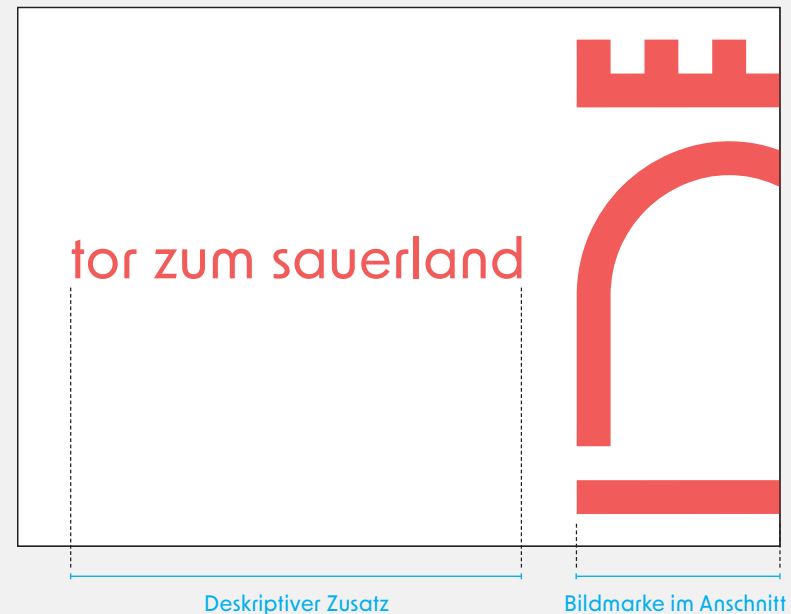 tor zum sauerland
Deskriptiver Zusatz
Bildmarke im Anschnitt